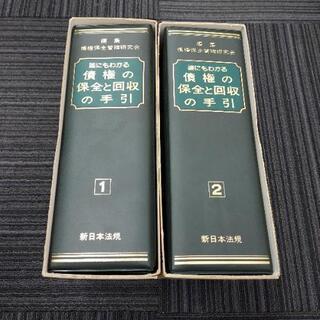 編集
債権保全管理研究会
誰にもわかる
債権の
保全と回収
の手引
1
新日本法規
編集
債権保全管理研究会
誰にもわかる
債権の
保全と回収
の手引
2
新日本法規